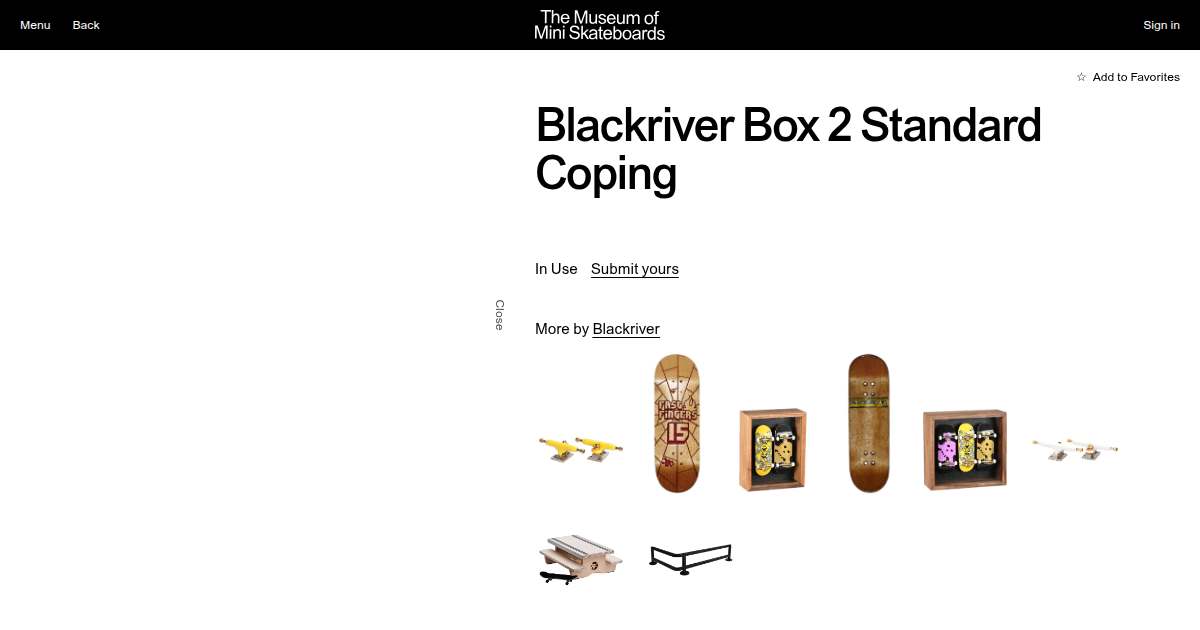 Menu
Back
The Museum of
Mini Skateboards
Sign in
☆ Add to Favorites
Blackriver Box 2 Standard
Coping
In Use Submit yours
Close
More by Blackriver
FAST
FINGERS
15